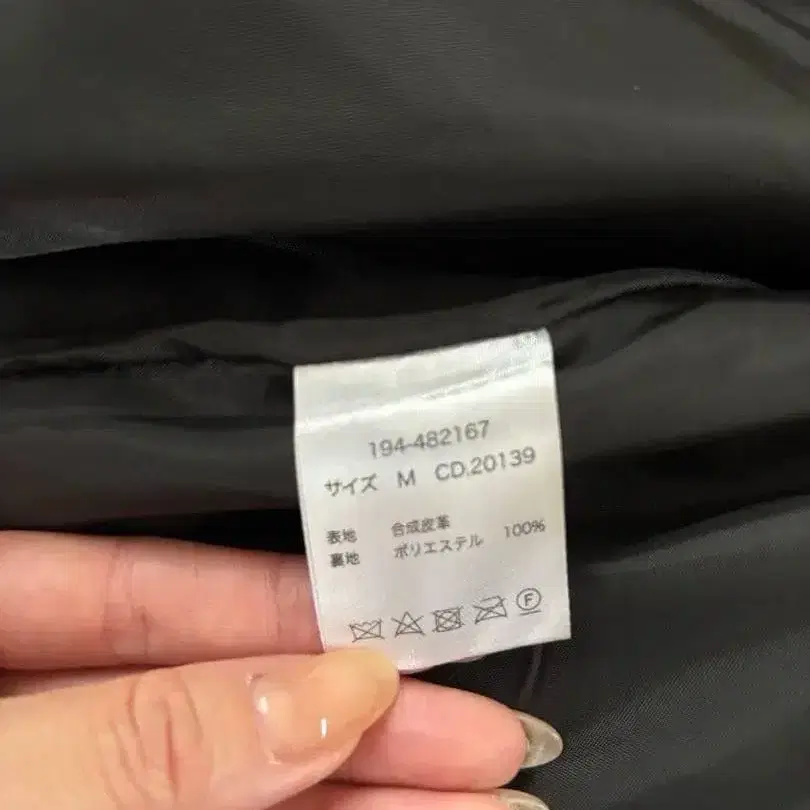 194-482167
サイズ M CD.20139
表地 合成皮革
裏地 ポリエステル 100%
F